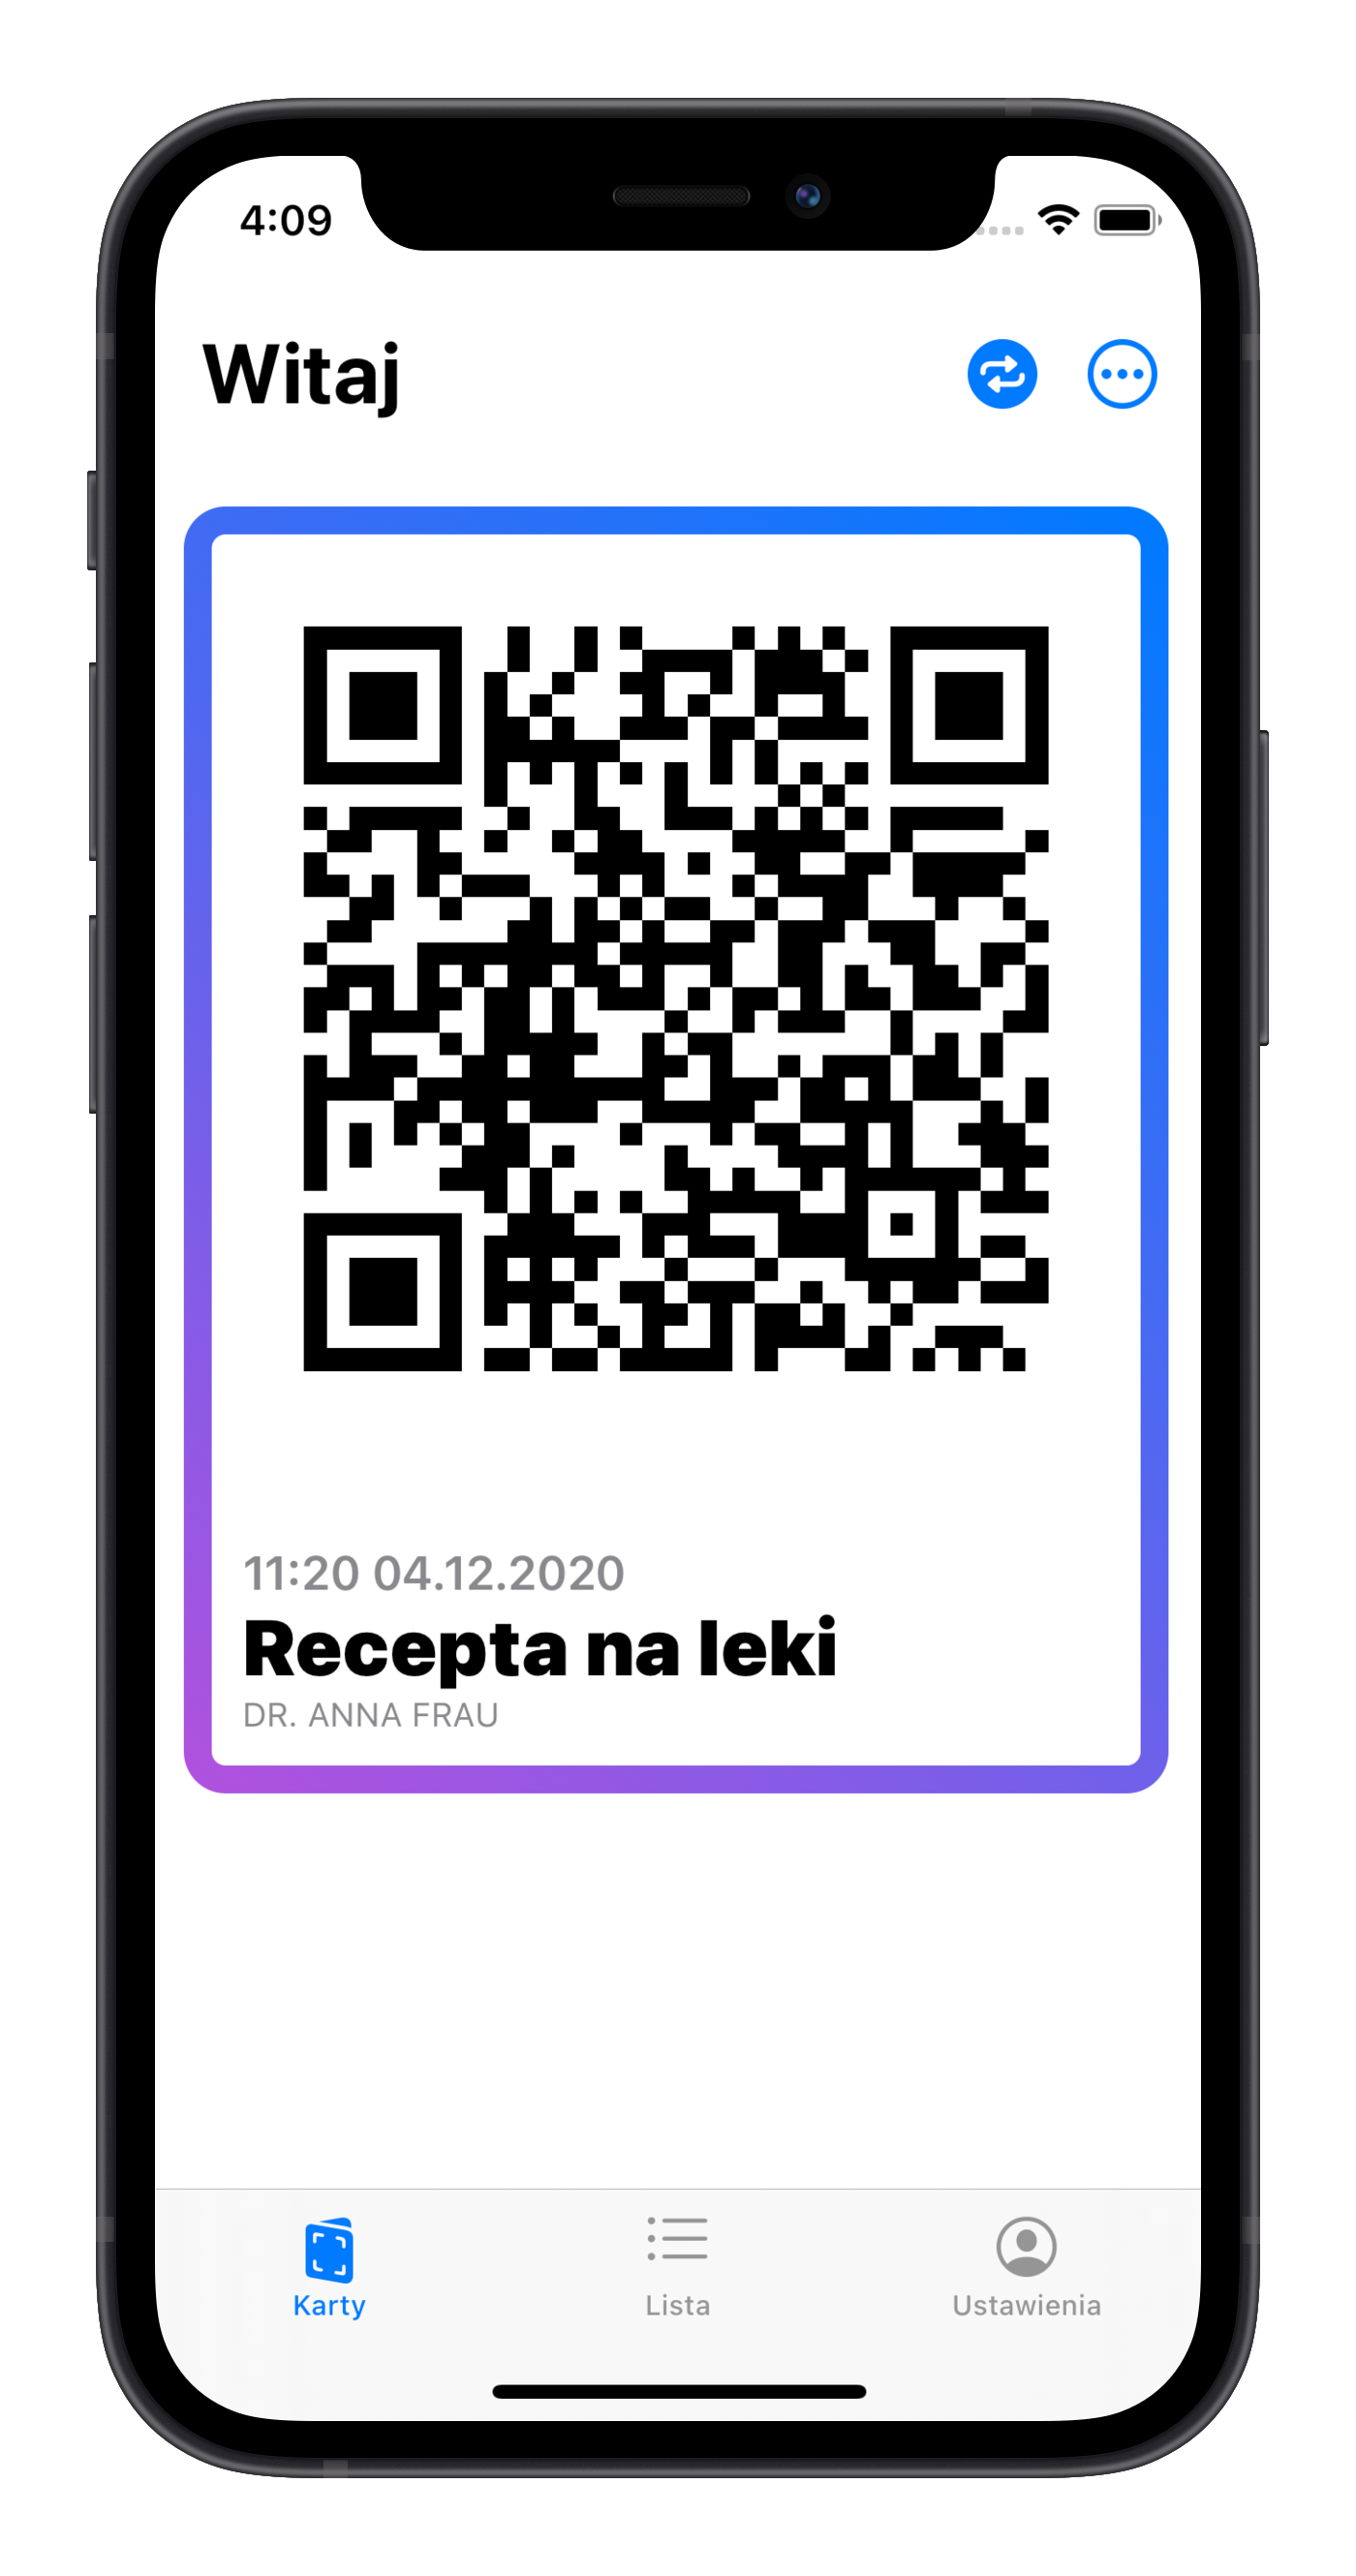 4:09
Witaj
11:20 04.12.2020
Recepta na leki
DR. ANNA FRAU
Karty
Lista
Ustawienia